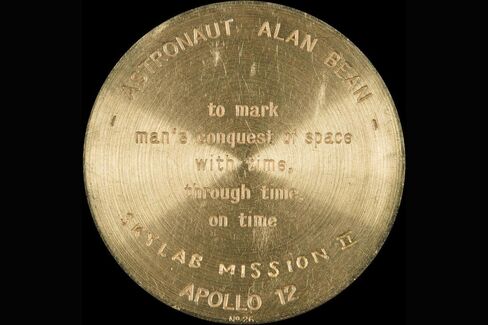 - ASTRONAUT ALAN BEAN -
to mark
man's conquest of space
with time,
through time,
on time
SKYLAB MISSION II
APOLLO 12
Nº 26